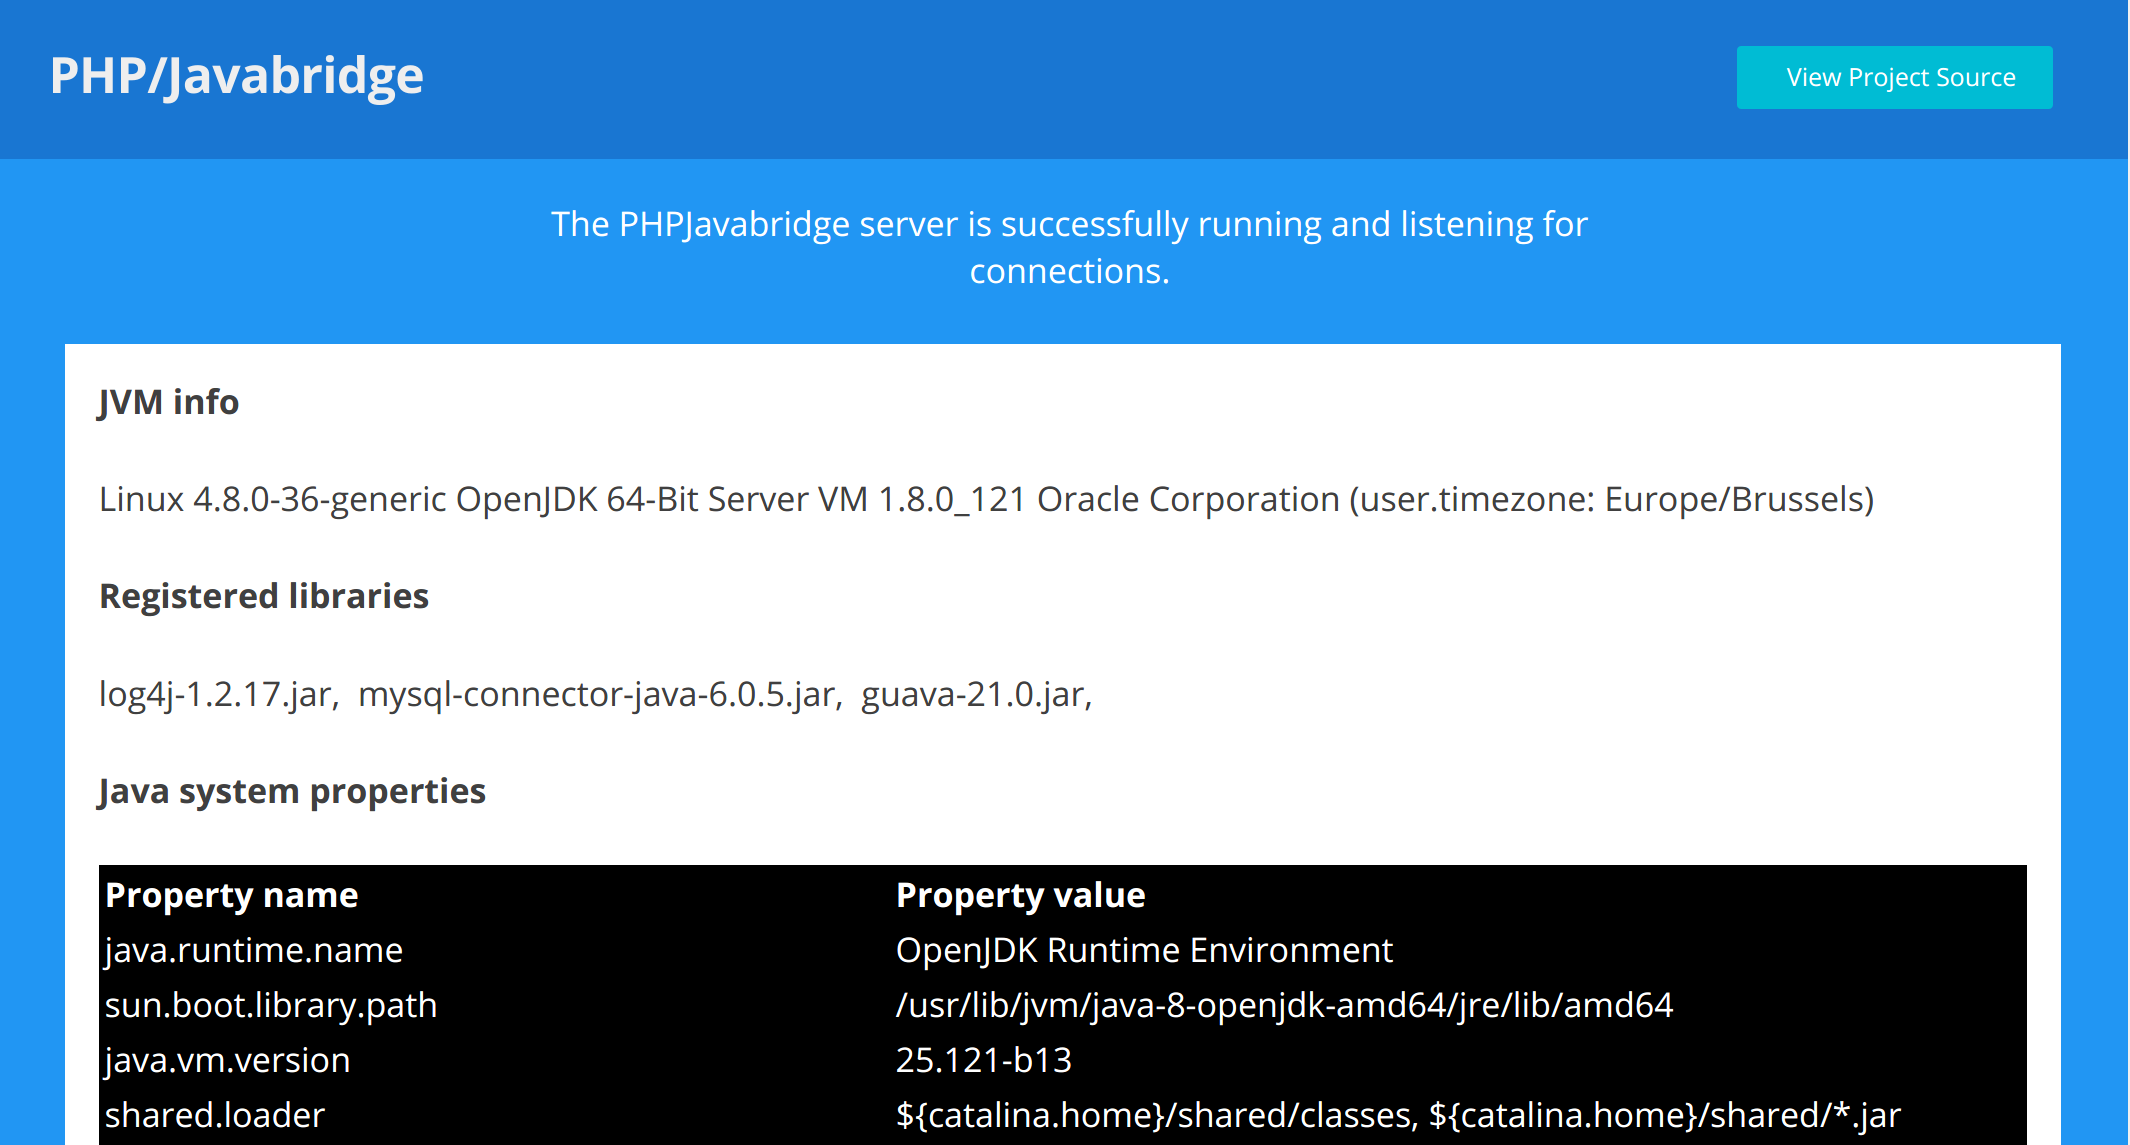 PHP/Javabridge
View Project Source
The PHPJavabridge server is successfully running and listening for
connections.
JVM info
Linux 4.8.0-36-generic OpenJDK 64-Bit Server VM 1.8.0_121 Oracle Corporation (user.timezone: Europe/Brussels)
Registered libraries
log4j-1.2.17.jar,  mysql-connector-java-6.0.5.jar,  guava-21.0.jar,
Java system properties
Property name Property value
java.runtime.name OpenJDK Runtime Environment
sun.boot.library.path /usr/lib/jvm/java-8-openjdk-amd64/jre/lib/amd64
java.vm.version 25.121-b13
shared.loader ${catalina.home}/shared/classes, ${catalina.home}/shared/*.jar